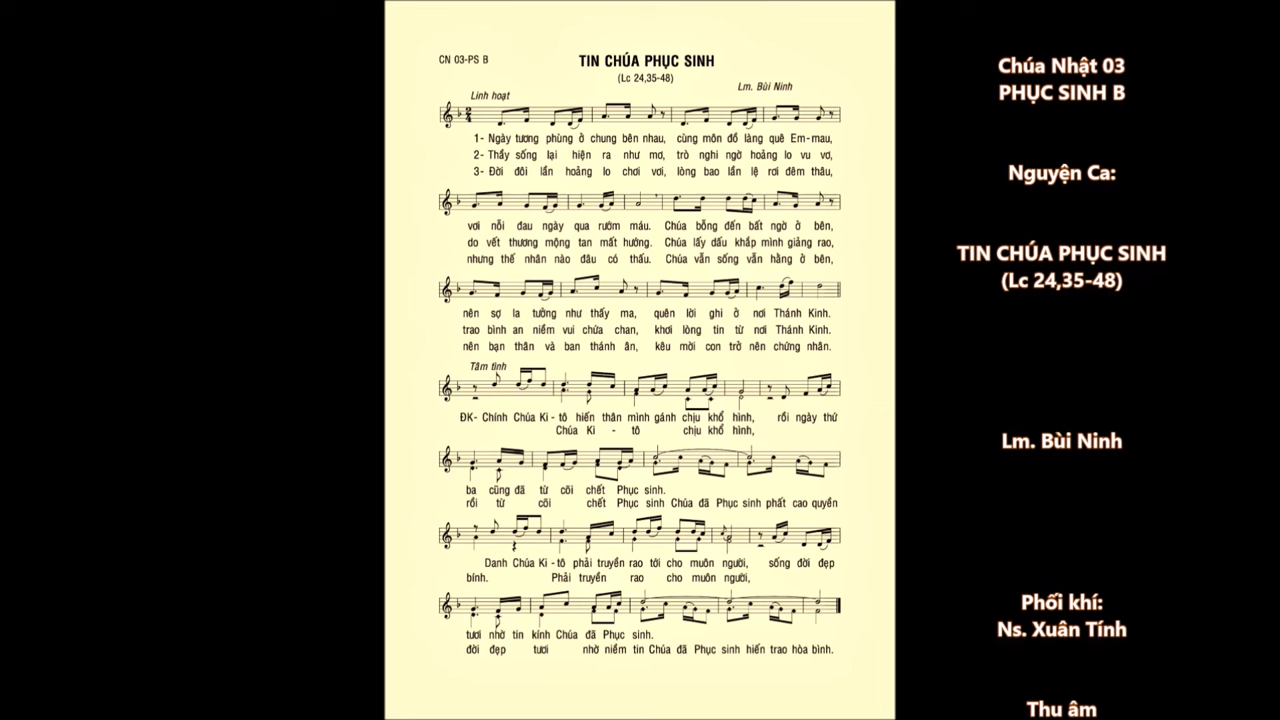 CN 03-PS B
TIN CHÚA PHỤC SINH
(Lc 24,35-48)
Lm. Bùi Ninh
Linh hoạt
1- Ngày tương phùng ở chung bên nhau, cùng môn đồ làng quê Em-mau,
2- Thầy sống lại hiện ra như mơ, trò nghi ngờ hoảng lo vu vơ,
3- Đời đôi lần hoảng lo chơi vơi, lòng bao lần lệ rơi đêm thâu,
vơi nỗi đau ngày qua rướm máu. Chúa bỗng đến bất ngờ ở bên,
do vết thương mộng tan mất hướng. Chúa lấy dấu khắp mình giảng rao,
nhưng thế nhân nào đâu có thấu. Chúa vẫn sống vẫn hằng ở bên,
nên sợ la tưởng như thấy ma, quên lời ghi ở nơi Thánh Kinh.
trao bình an niềm vui chứa chan, khơi lòng tin từ nơi Thánh Kinh.
nên bạn thân và ban thánh ân, kêu mời con trở nên chứng nhân.
Tâm tình
ĐK- Chính Chúa Ki - tô hiến thân mình gánh chịu khổ hình, rồi ngày thứ
Chúa Ki - tô chịu khổ hình,
ba cũng đã từ cõi chết Phục sinh.
rồi từ cõi chết Phục sinh Chúa đã Phục sinh phất cao quyền
Danh Chúa Ki - tô phải truyền rao tới cho muôn người, sống đời đẹp
bính. Phải truyền rao cho muôn người,
tươi nhờ tin kính Chúa đã Phục sinh.
đời đẹp tươi nhờ niềm tin Chúa đã Phục sinh hiến trao hòa bình.
Chúa Nhật 03
PHỤC SINH B
Nguyện Ca:
TIN CHÚA PHỤC SINH
(Lc 24,35-48)
Lm. Bùi Ninh
Phối khí:
Ns. Xuân Tính
Thu âm